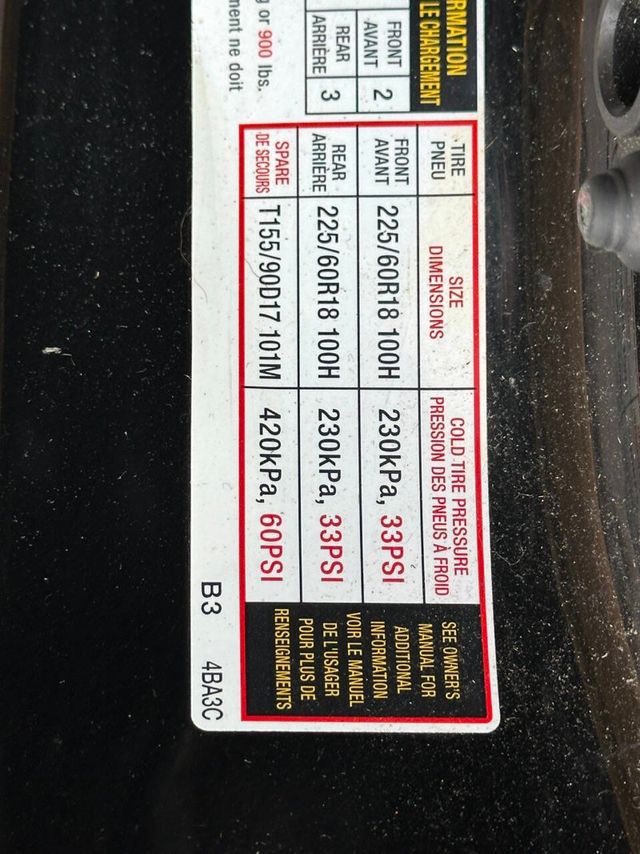 RMATION
LE CHARGEMENT
FRONT
AVANT
2
REAR
ARRIÈRE
3
g or 900 lbs.
ment ne doit
TIRE
PNEU
SIZE
DIMENSIONS
COLD TIRE PRESSURE
PRESSION DES PNEUS À FROID
FRONT
AVANT
225/60R18 100H
230kPa, 33PSI
REAR
ARRIÈRE
225/60R18 100H
230kPa, 33PSI
SPARE
DE SECOURS
T155/90D17 101M
420kPa, 60PSI
SEE OWNER'S
MANUAL FOR
ADDITIONAL
INFORMATION
VOIR LE MANUEL
DE L'USAGER
POUR PLUS DE
RENSEIGNEMENTS
B3 4BA3C